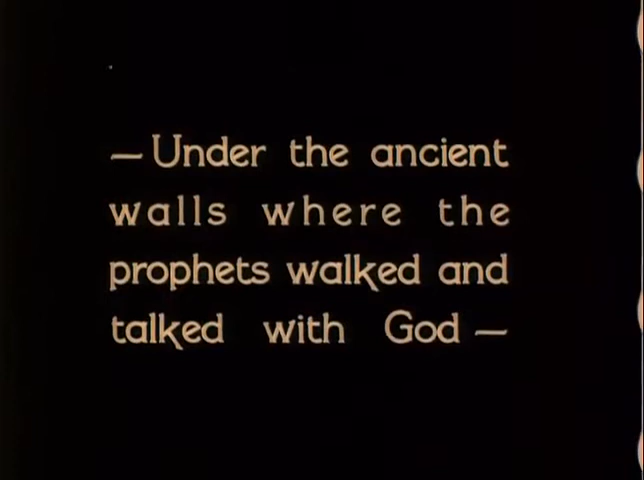 — Under the ancient
walls where the
prophets walked and
talked with God —